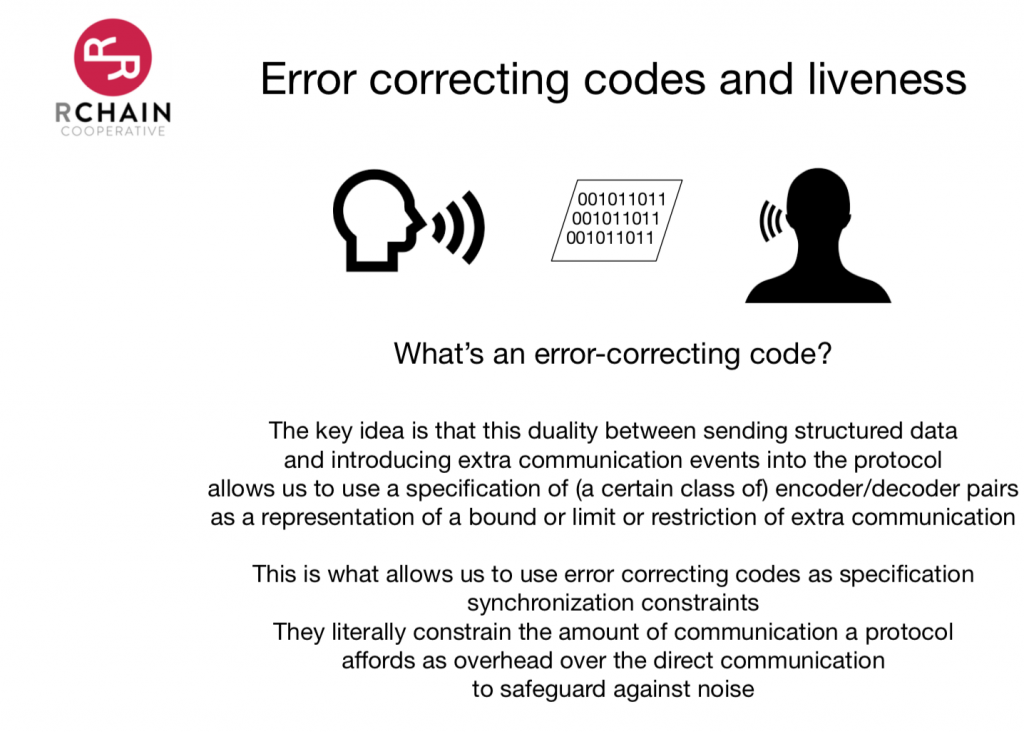 RCHAIN
COOPERATIVE
Error correcting codes and liveness
001011011
001011011
001011011
What's an error-correcting code?
The key idea is that this duality between sending structured data
and introducing extra communication events into the protocol
allows us to use a specification of (a certain class of) encoder/decoder pairs
as a representation of a bound or limit or restriction of extra communication
This is what allows us to use error correcting codes as specification
synchronization constraints
They literally constrain the amount of communication a protocol
affords as overhead over the direct communication
to safeguard against noise